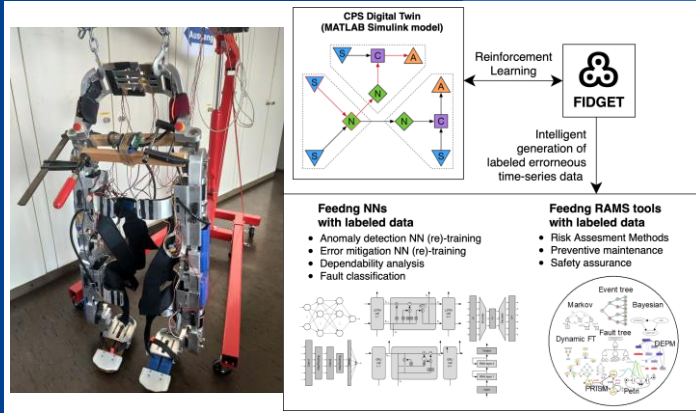 Ausgang
CPS Digital Twin
(MATLAB Simulink model)
S
C
A
S
N
A
N
N
C
S
S
Reinforcement
Learning
FIDGET
Intelligent
generation of
labeled errorneous
time-series data
Feedng NNs
with labeled data
• Anomaly detection NN (re)-training
• Error mitigation NN (re)-training
• Dependability analysis
• Fault classification
Feedng RAMS tools
with labeled data
• Risk Assesment Methods
• Preventive maintenance
• Safety assurance
Event tree
Markov
Bayesian
Fault tree
Dynamic FT
DEPM
PRISM
Petri